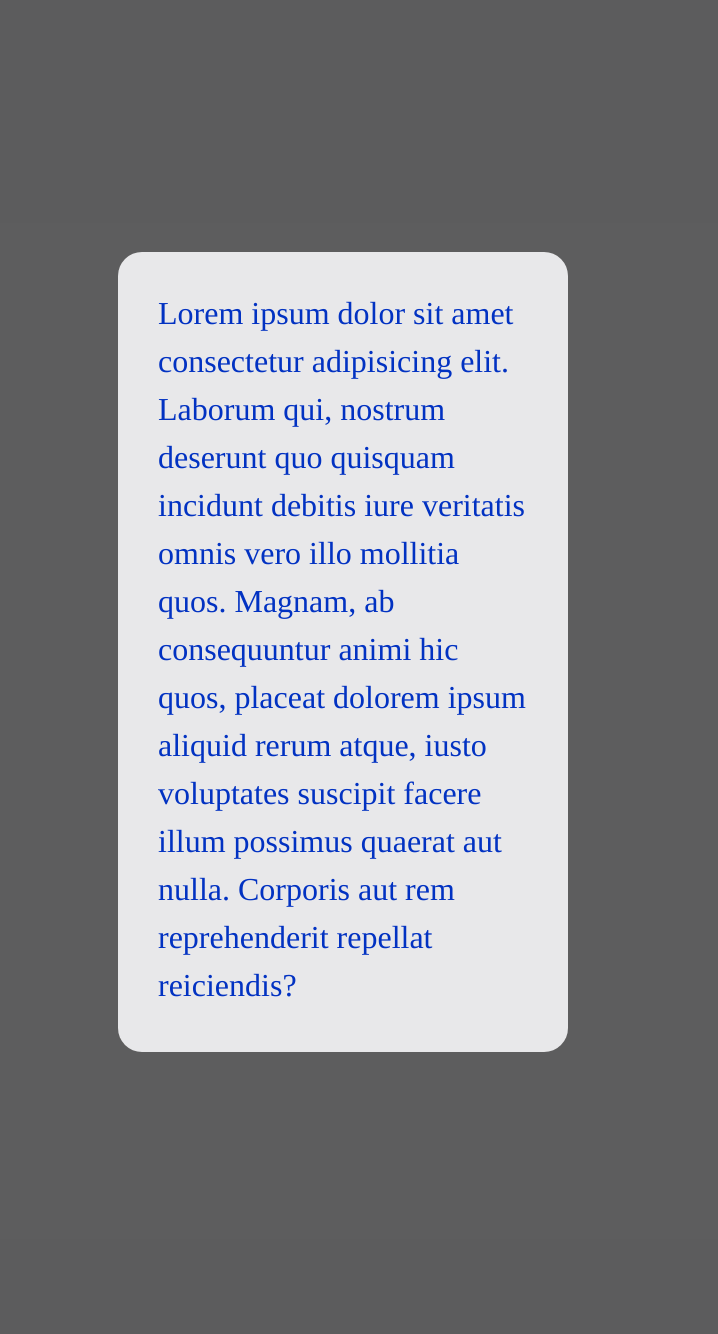 Lorem ipsum dolor sit amet
consectetur adipisicing elit.
Laborum qui, nostrum
deserunt quo quisquam
incidunt debitis iure veritatis
omnis vero illo mollitia
quos. Magnam, ab
consequuntur animi hic
quos, placeat dolorem ipsum
aliquid rerum atque, iusto
voluptates suscipit facere
illum possimus quaerat aut
nulla. Corporis aut rem
reprehenderit repellat
reiciendis?